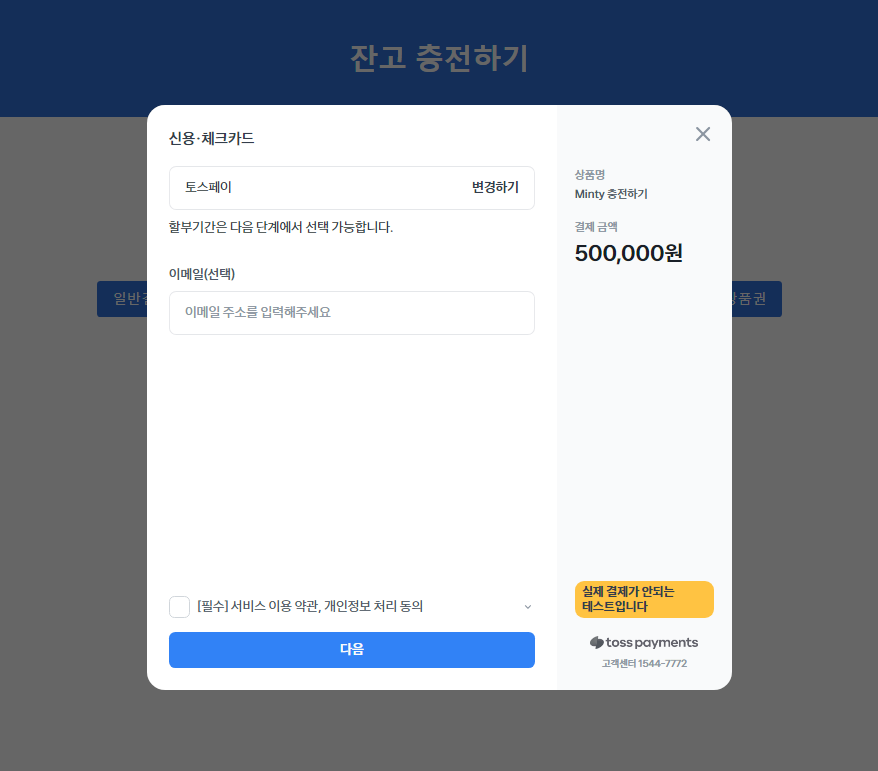 잔고 충전하기
신용·체크카드
토스페이 변경하기
할부기간은 다음 단계에서 선택 가능합니다.
이메일(선택)
이메일 주소를 입력해주세요
[필수] 서비스 이용 약관, 개인정보 처리 동의
다음
상품명
Minty 충전하기
결제 금액
500,000원
실제 결제가 안되는
테스트입니다
toss payments
고객센터 1544-7772
일반
상품권